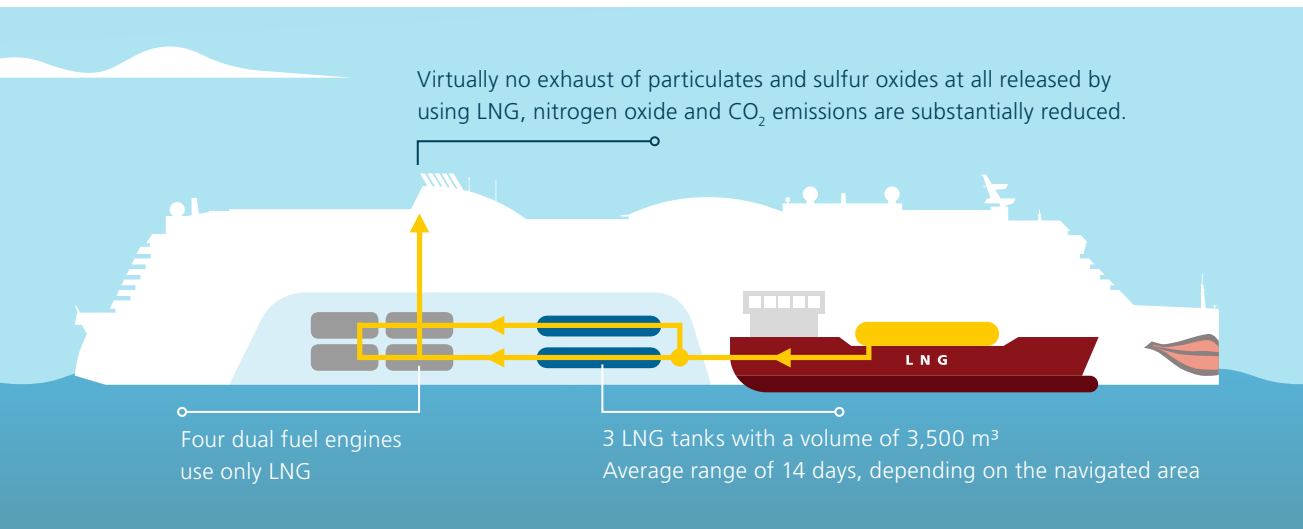 Virtually no exhaust of particulates and sulfur oxides at all released by
using LNG, nitrogen oxide and CO₂ emissions are substantially reduced.
LNG
Four dual fuel engines
use only LNG
3 LNG tanks with a volume of 3,500 m³
Average range of 14 days, depending on the navigated area